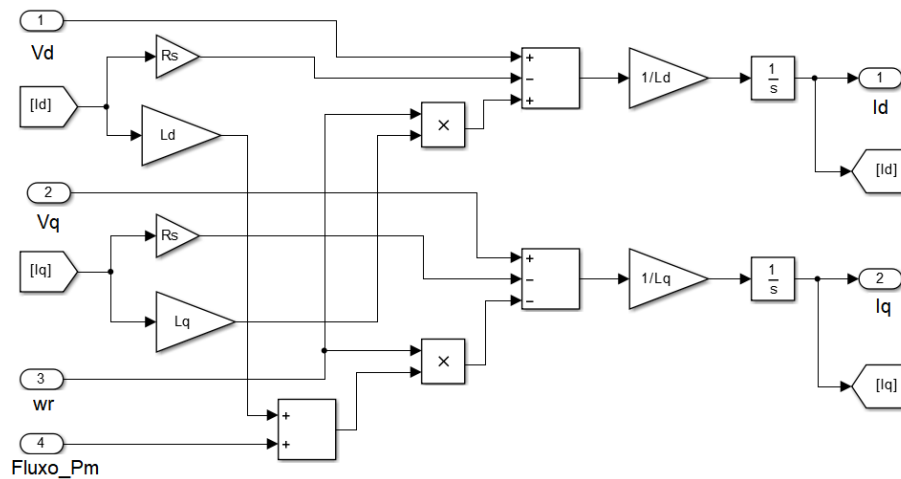 1
Vd
Rs
+
−
+
1/Ld
1
s
1
Id
[Id]
Ld
×
[Id]
2
Vq
Rs
+
−
−
1/Lq
1
s
2
Iq
[Iq]
Lq
×
[Iq]
3
wr
+
+
4
Fluxo_Pm